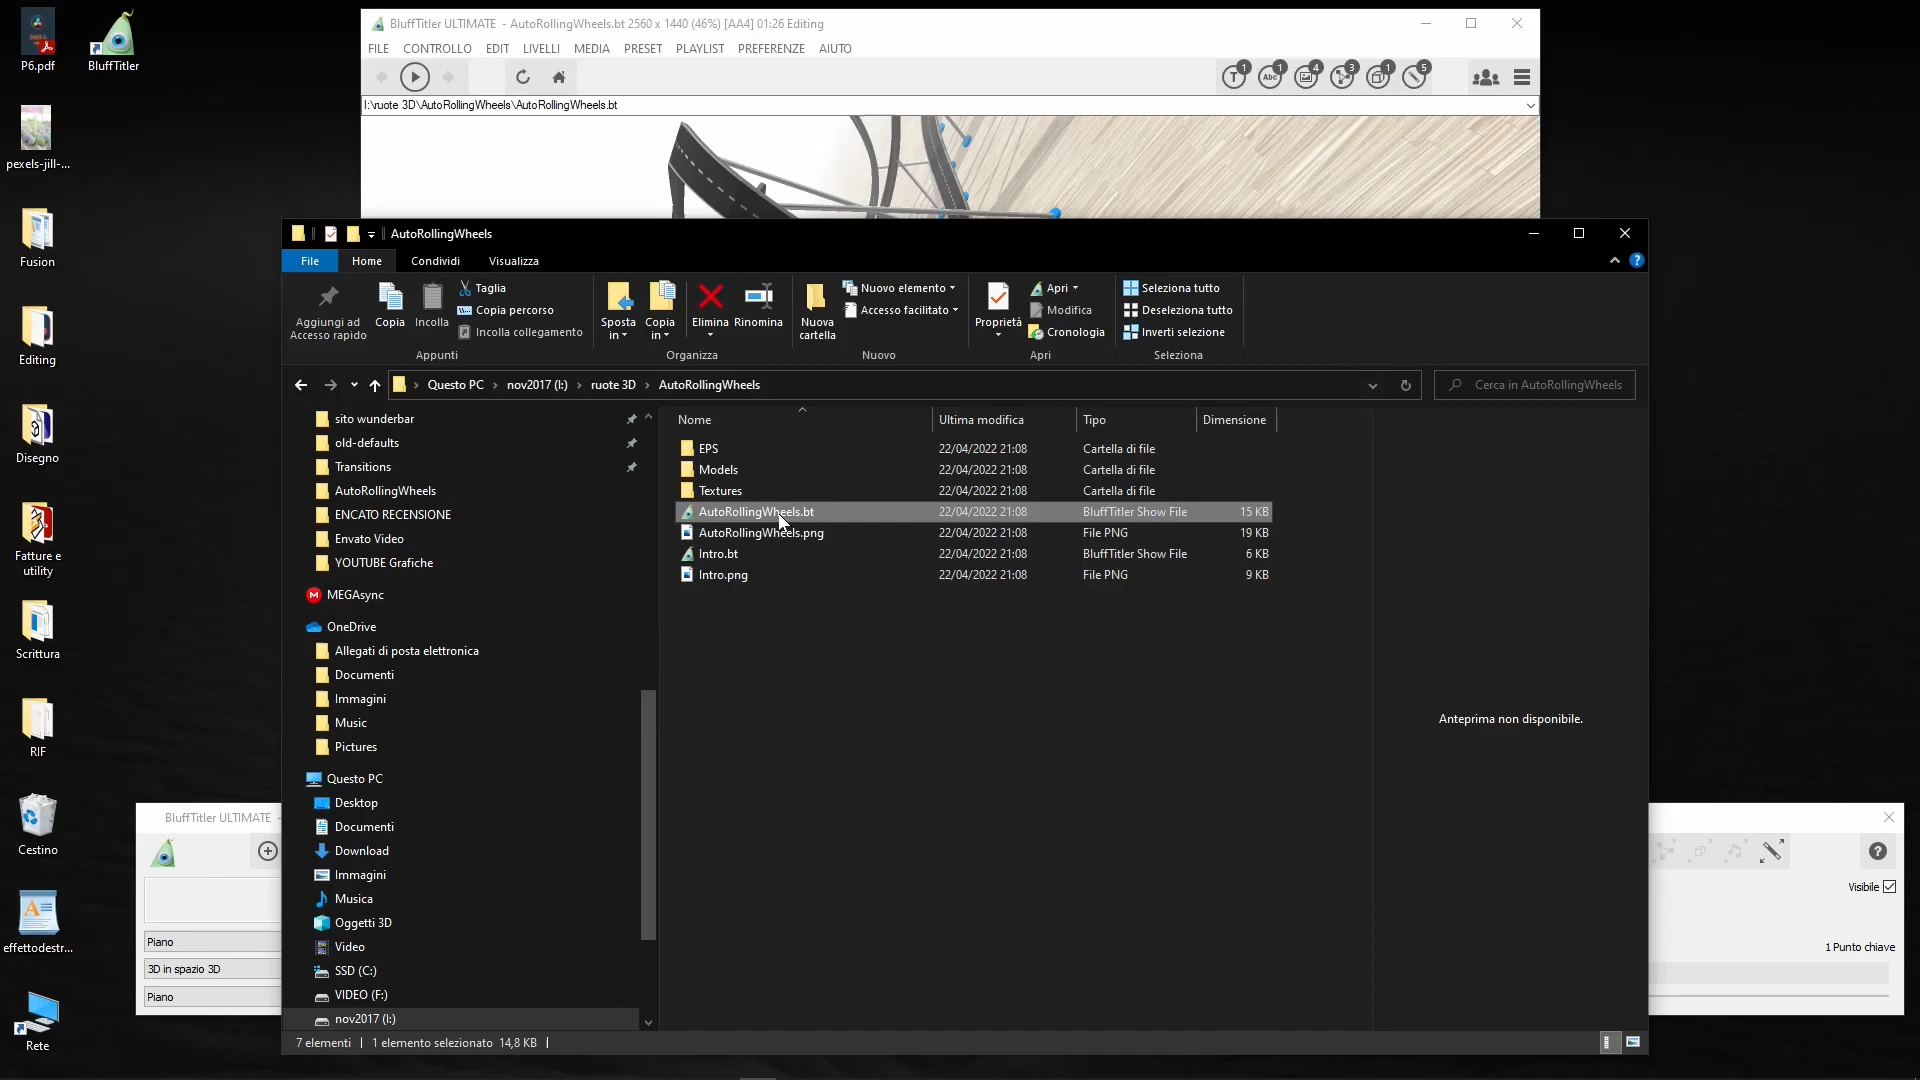 P6.pdf
BluffTitler
pexels-jill-...
Fusion
Editing
Disegno
Fatture e
utility
Scrittura
RIF
Cestino
effettodestr...
Rete
BluffTitler ULTIMATE - AutoRollingWheels.bt 2560 x 1440 (46%) [AA4] 01:26 Editing
FILE CONTROLLO EDIT LIVELLI MEDIA PRESET PLAYLIST PREFERENZE AIUTO
T 1 Abc 1 4 3 1 5
I:\ruote 3D\AutoRollingWheels\AutoRollingWheels.bt
AutoRollingWheels
File Home Condividi Visualizza
Aggiungi ad
Accesso rapido
Copia
Incolla
Taglia
Copia percorso
Incolla collegamento
Appunti
Sposta
in
Copia
in
Elimina
Rinomina
Organizza
Nuova
cartella
Nuovo elemento
Accesso facilitato
Nuovo
Proprietà
Apri
Modifica
Cronologia
Apri
Seleziona tutto
Deseleziona tutto
Inverti selezione
Seleziona
Questo PC › nov2017 (I:) › ruote 3D › AutoRollingWheels
Cerca in AutoRollingWheels
sito wunderbar
old-defaults
Transitions
AutoRollingWheels
ENCATO RECENSIONE
Envato Video
YOUTUBE Grafiche
MEGAsync
OneDrive
Allegati di posta elettronica
Documenti
Immagini
Music
Pictures
Questo PC
Desktop
Documenti
Download
Immagini
Musica
Oggetti 3D
Video
SSD (C:)
VIDEO (F:)
nov2017 (I:)
Nome Ultima modifica Tipo Dimensione
EPS 22/04/2022 21:08 Cartella di file
Models 22/04/2022 21:08 Cartella di file
Textures 22/04/2022 21:08 Cartella di file
AutoRollingWheels.bt 22/04/2022 21:08 BluffTitler Show File 15 KB
AutoRollingWheels.png 22/04/2022 21:08 File PNG 19 KB
Intro.bt 22/04/2022 21:08 BluffTitler Show File 6 KB
Intro.png 22/04/2022 21:08 File PNG 9 KB
Anteprima non disponibile.
7 elementi 1 elemento selezionato 14,8 KB
BluffTitler ULTIMATE -
Piano
3D in spazio 3D
Piano
Visibile
1 Punto chiave